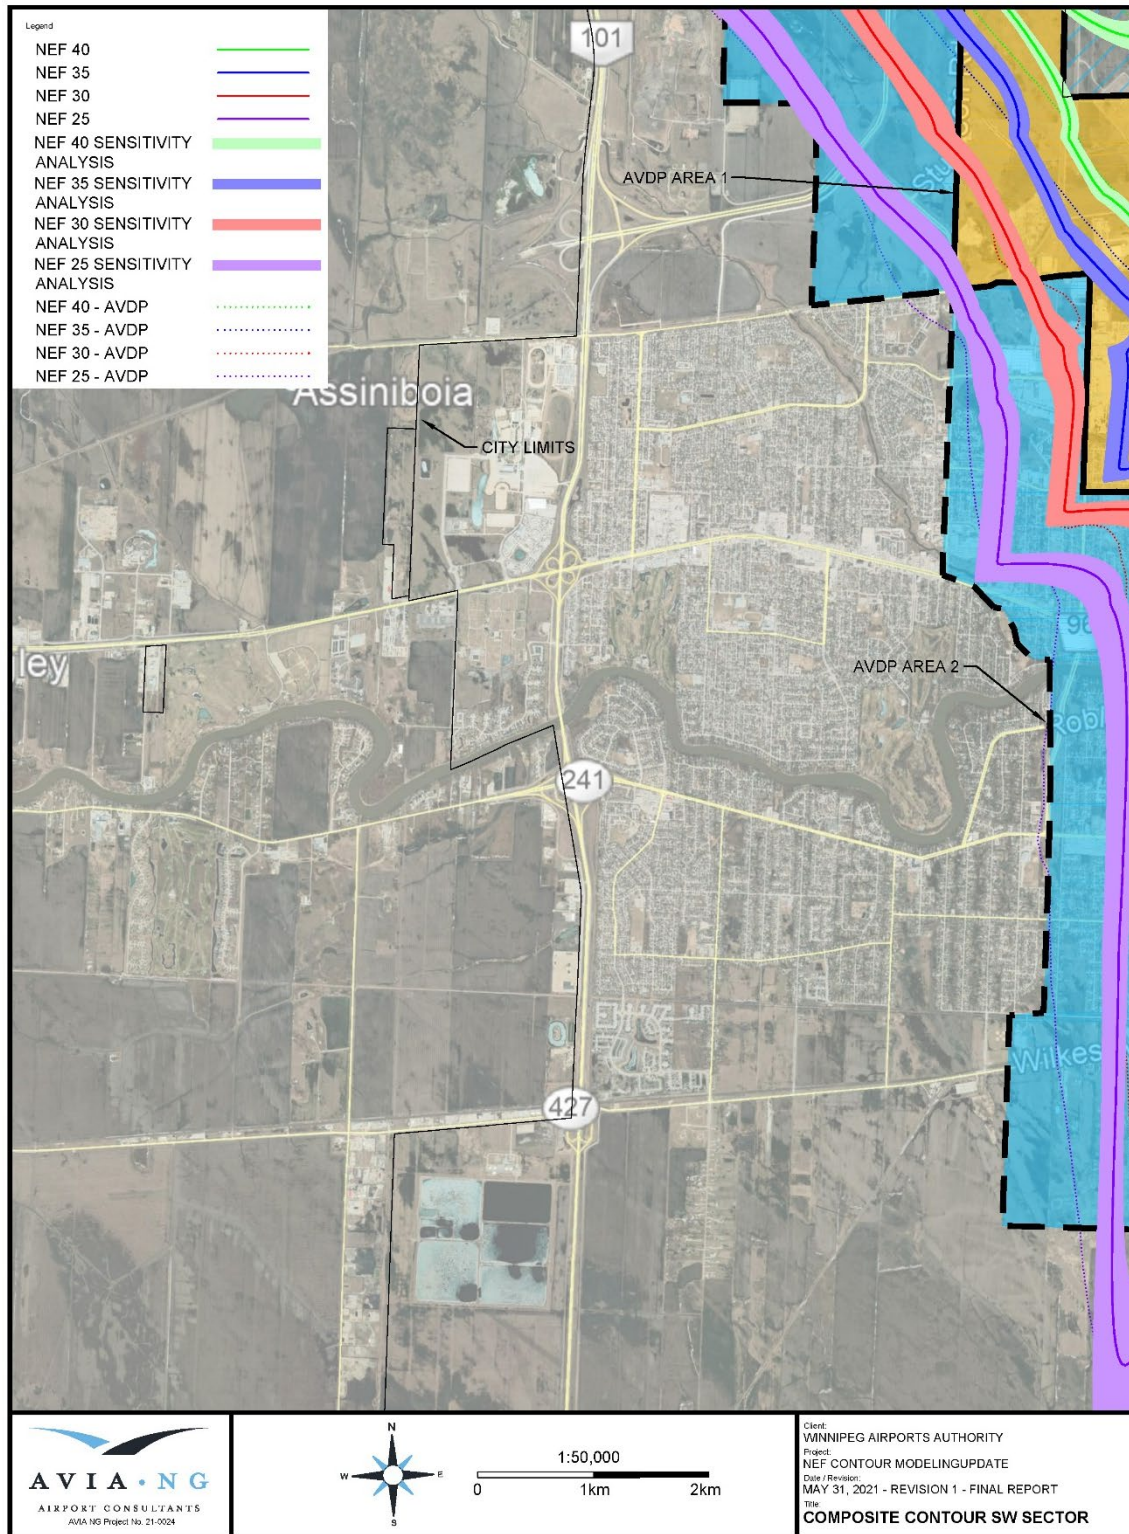 Legend
NEF 40
NEF 35
NEF 30
NEF 25
NEF 40 SENSITIVITY
ANALYSIS
NEF 35 SENSITIVITY
ANALYSIS
NEF 30 SENSITIVITY
ANALYSIS
NEF 25 SENSITIVITY
ANALYSIS
NEF 40 - AVDP
NEF 35 - AVDP
NEF 30 - AVDP
NEF 25 - AVDP
101
AVDP AREA 1
Assiniboia
CITY LIMITS
ley
96
AVDP AREA 2
Robl
241
Wilkes
427
AVIA • NG
AIRPORT CONSULTANTS
AVIA NG Project No. 21-0024
N
W
E
S
1:50,000
0 1km 2km
Client:
WINNIPEG AIRPORTS AUTHORITY
Project:
NEF CONTOUR MODELINGUPDATE
Date / Revision:
MAY 31, 2021 - REVISION 1 - FINAL REPORT
Title:
COMPOSITE CONTOUR SW SECTOR